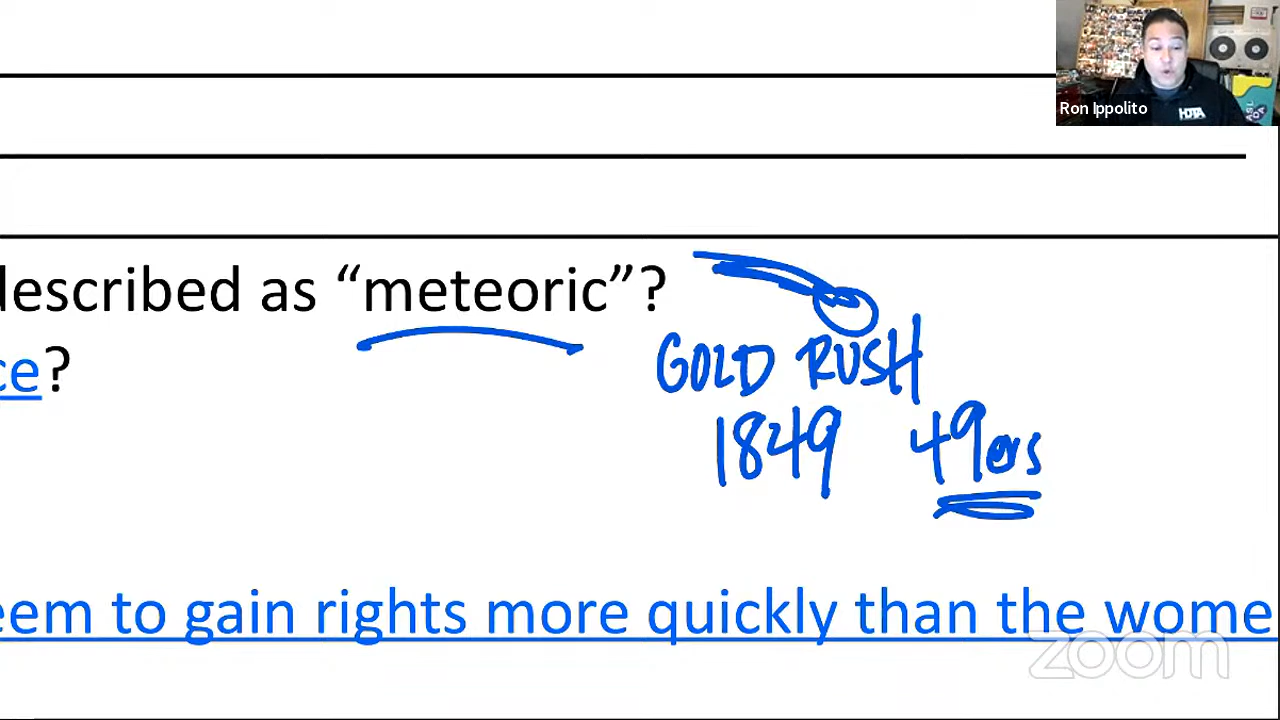 Ron Ippolito
HDTA
described as “meteoric”?
ce?
GOLD RUSH
1849 49ers
eem to gain rights more quickly than the wome
zoom